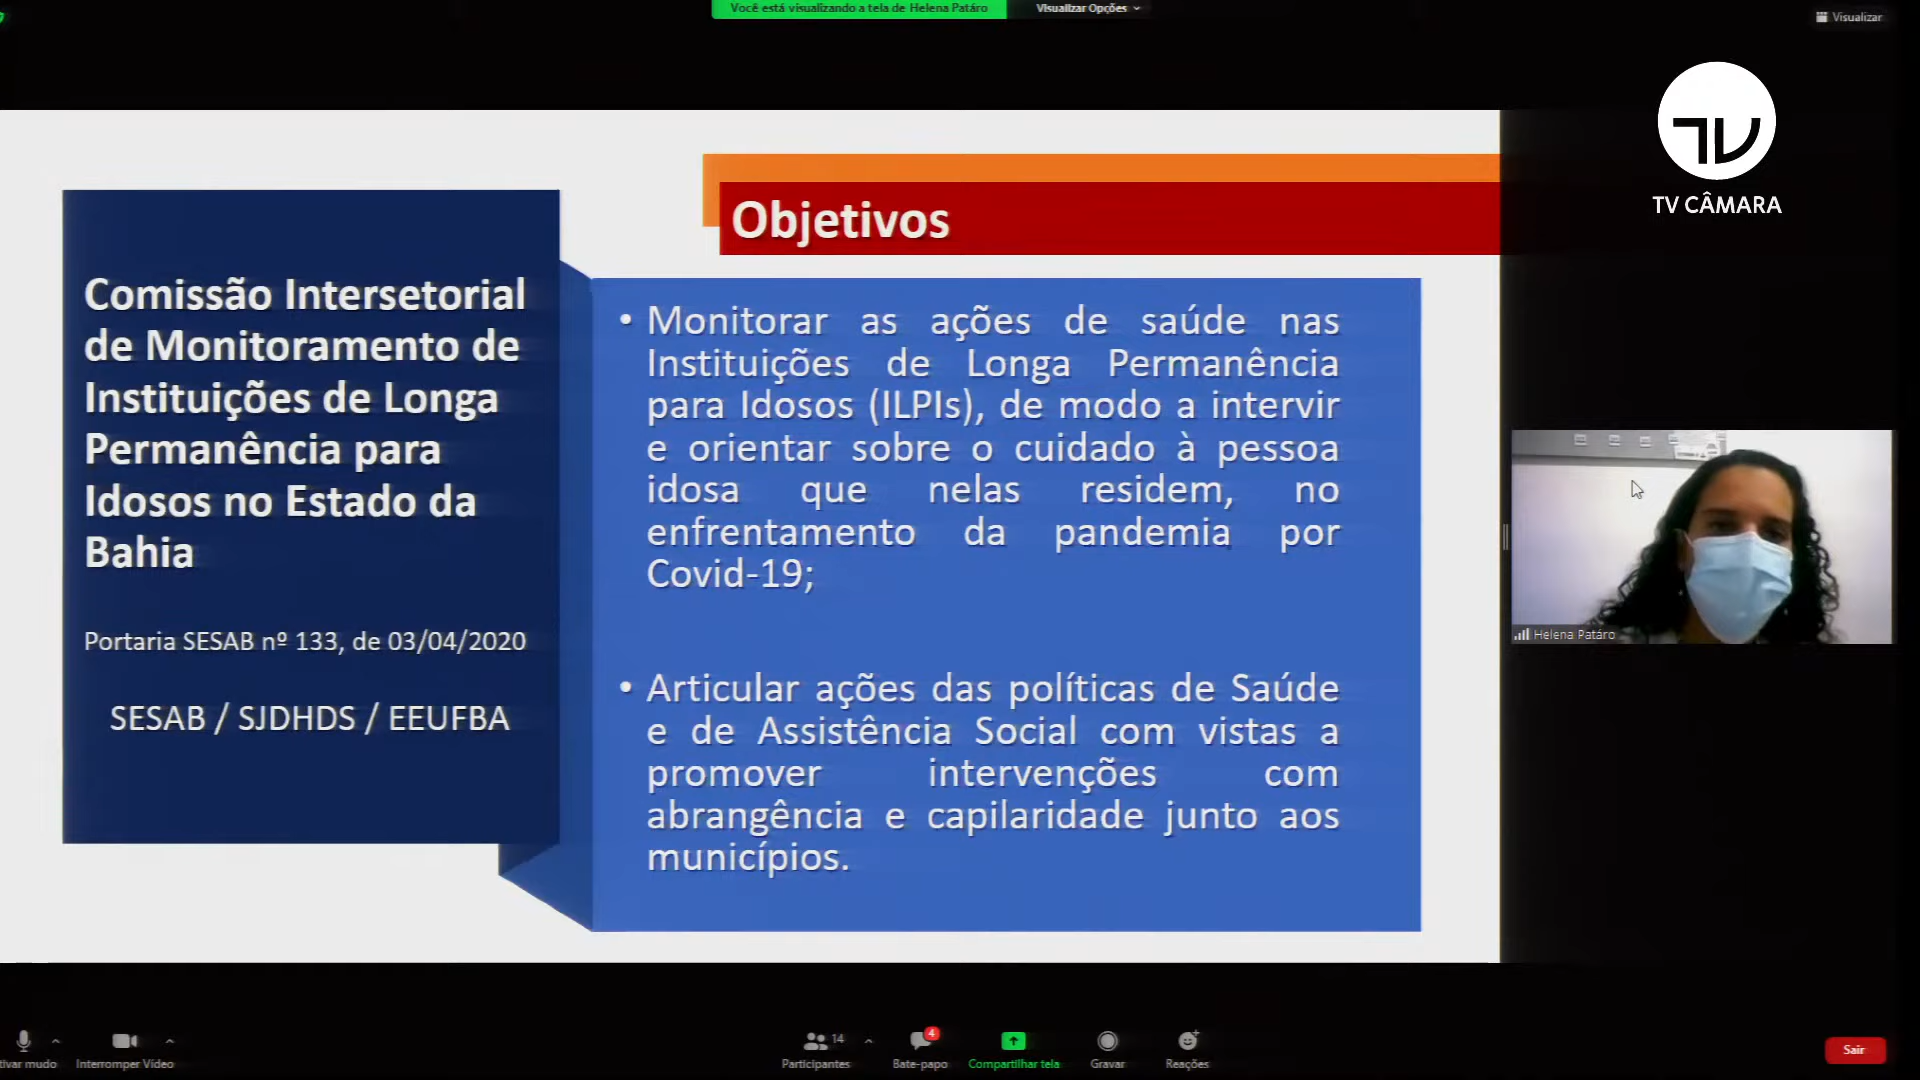 Você está visualizando a tela de Helena Patáro
Visualizar Opções
Visualizar
TV CÂMARA
Objetivos
Comissão Intersetorial
de Monitoramento de
Instituições de Longa
Permanência para
Idosos no Estado da
Bahia
Portaria SESAB nº 133, de 03/04/2020
SESAB / SJDHDS / EEUFBA
• Monitorar as ações de saúde nas
Instituições de Longa Permanência
para Idosos (ILPIs), de modo a intervir
e orientar sobre o cuidado à pessoa
idosa que nelas residem, no
enfrentamento da pandemia por
Covid-19;
• Articular ações das políticas de Saúde
e de Assistência Social com vistas a
promover intervenções com
abrangência e capilaridade junto aos
municípios.
Helena Patáro
tivar mudo
Interromper Vídeo
14
Participantes
4
Bate-papo
Compartilhar tela
Gravar
Reações
Sair